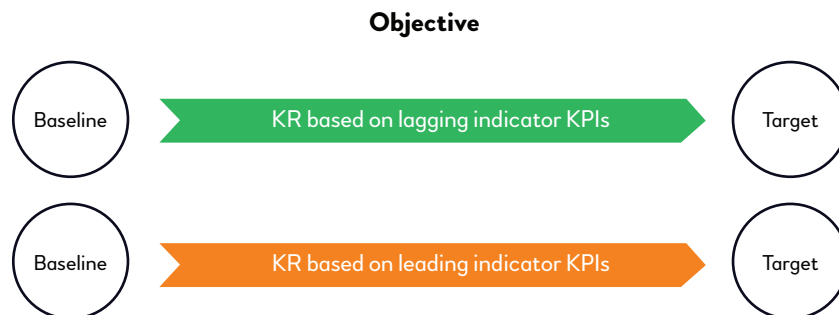 Objective
Baseline KR based on lagging indicator KPIs Target
Baseline KR based on leading indicator KPIs Target